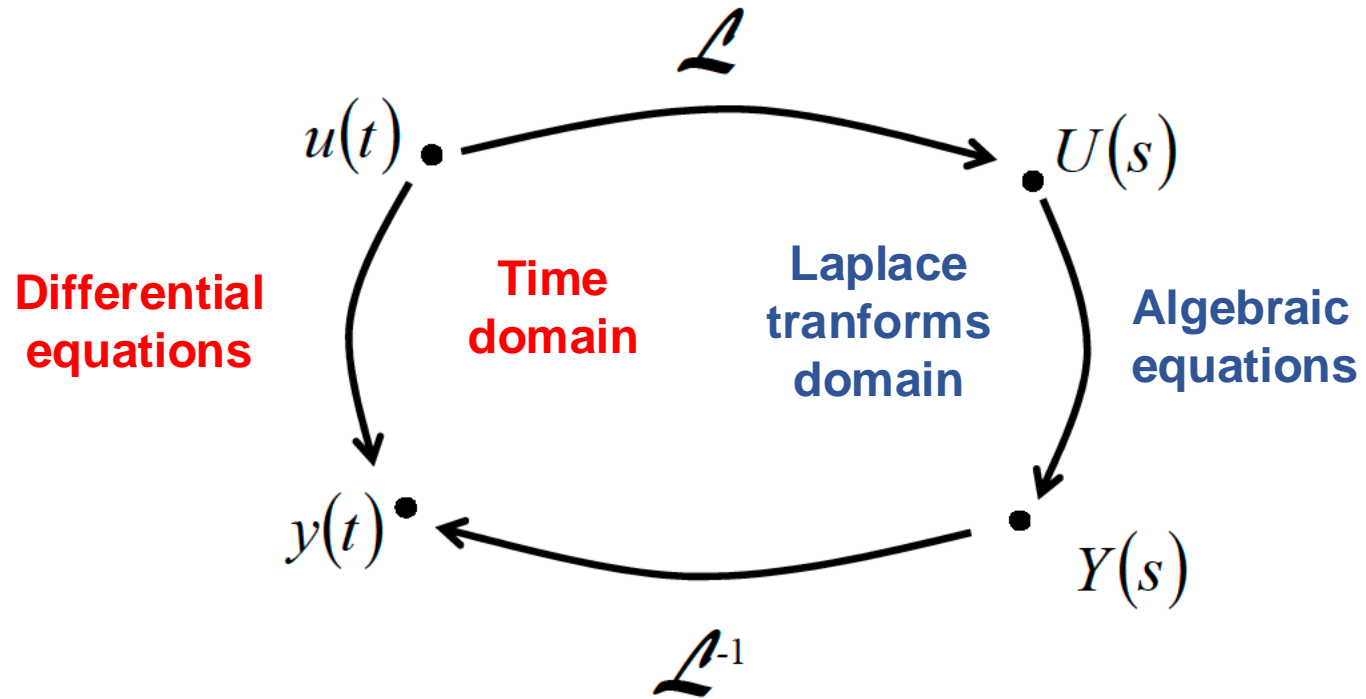 ℒ
u(t)
U(s)
Differential
equations
Time
domain
Laplace
tranforms
domain
Algebraic
equations
y(t)
Y(s)
ℒ-1